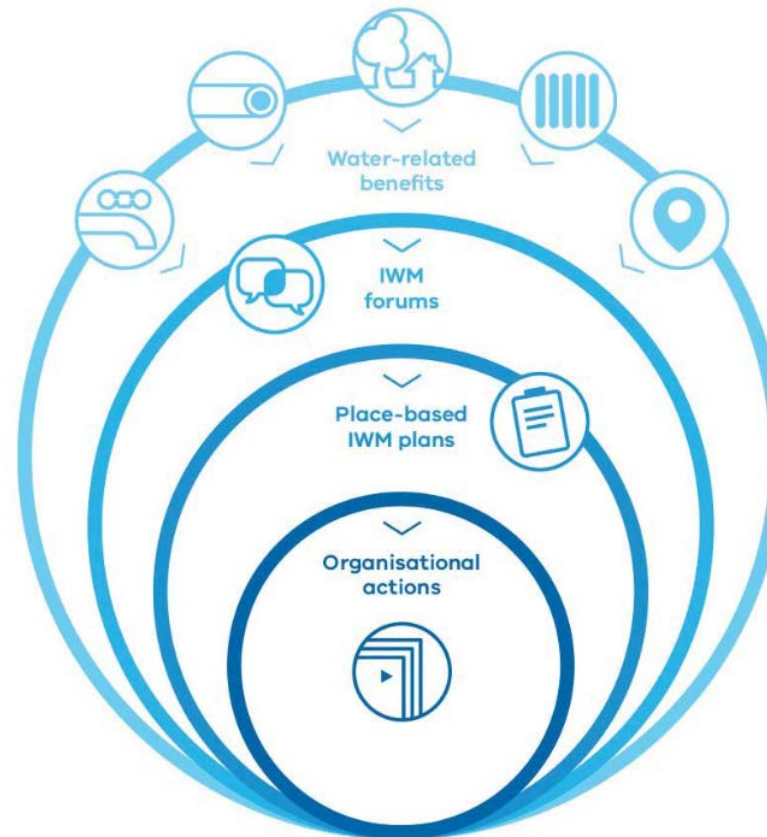 Water-related
benefits
IWM
forums
Place-based
IWM plans
Organisational
actions